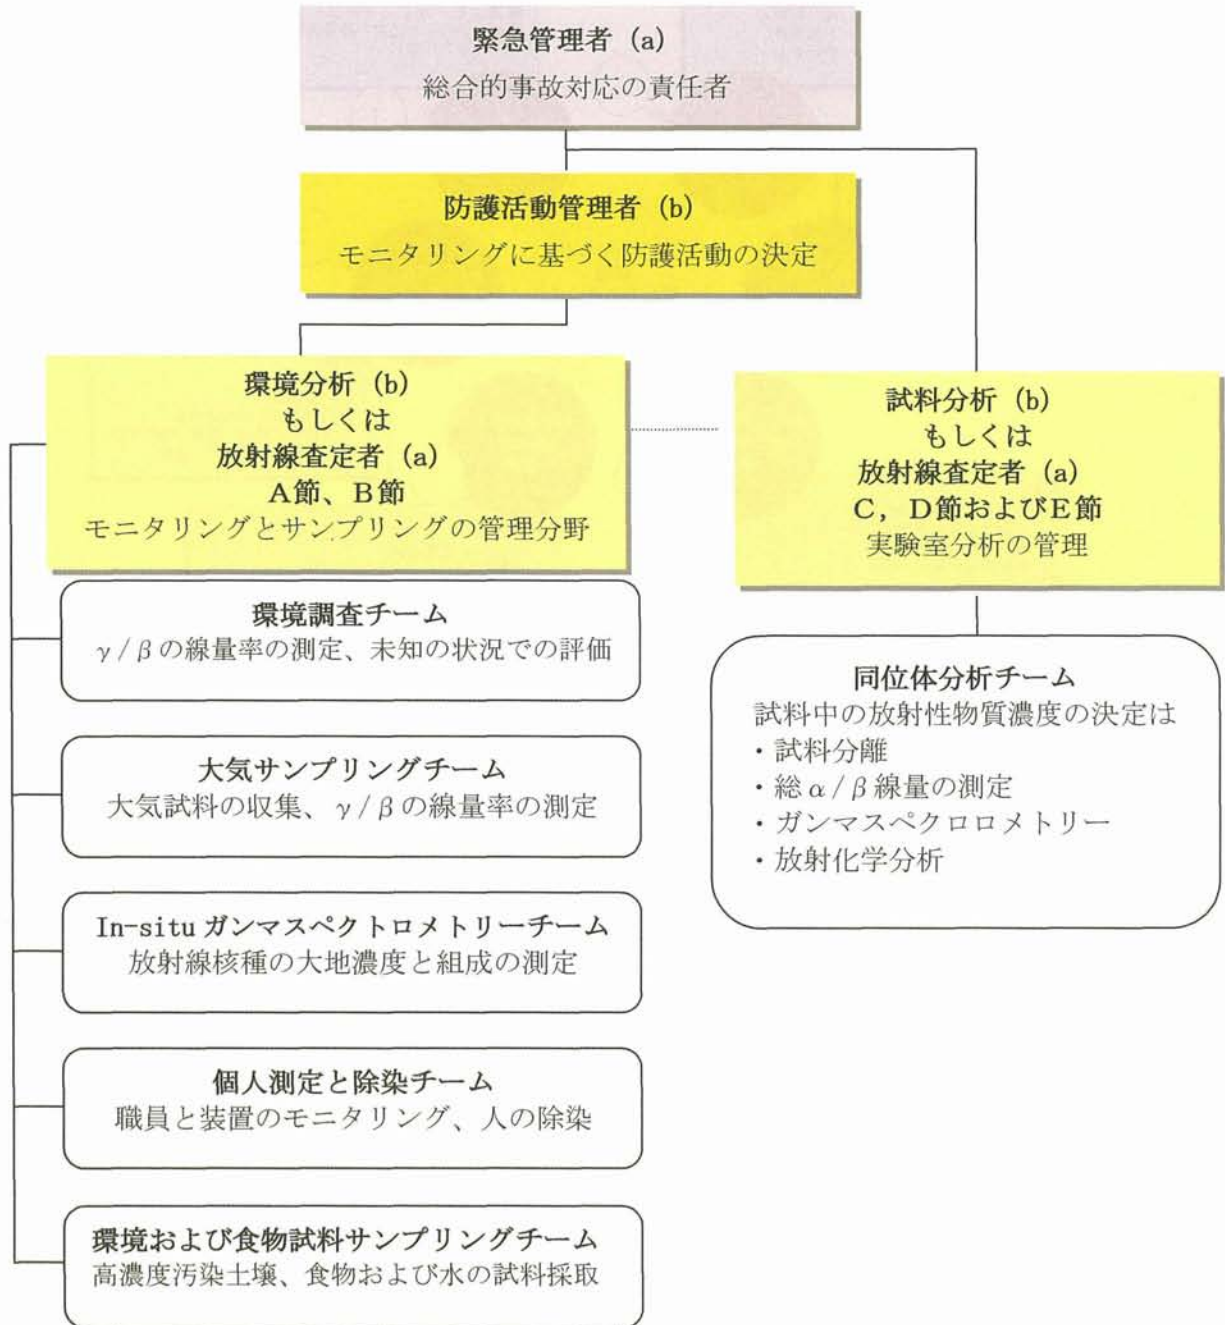 緊急管理者 (a)
総合的事故対応の責任者
防護活動管理者 (b)
モニタリングに基づく防護活動の決定
環境分析 (b)
もしくは
放射線査定者 (a)
A節、B節
モニタリングとサンプリングの管理分野
試料分析 (b)
もしくは
放射線査定者 (a)
C, D節およびE節
実験室分析の管理
環境調査チーム
γ/βの線量率の測定、未知の状況での評価
大気サンプリングチーム
大気試料の収集、γ/βの線量率の測定
In-situ ガンマスペクトロメトリーチーム
放射線核種の大地濃度と組成の測定
個人測定と除染チーム
職員と装置のモニタリング、人の除染
環境および食物試料サンプリングチーム
高濃度汚染土壌、食物および水の試料採取
同位体分析チーム
試料中の放射性物質濃度の決定は
・試料分離
・総α/β線量の測定
・ガンマスペクロロメトリー
・放射化学分析